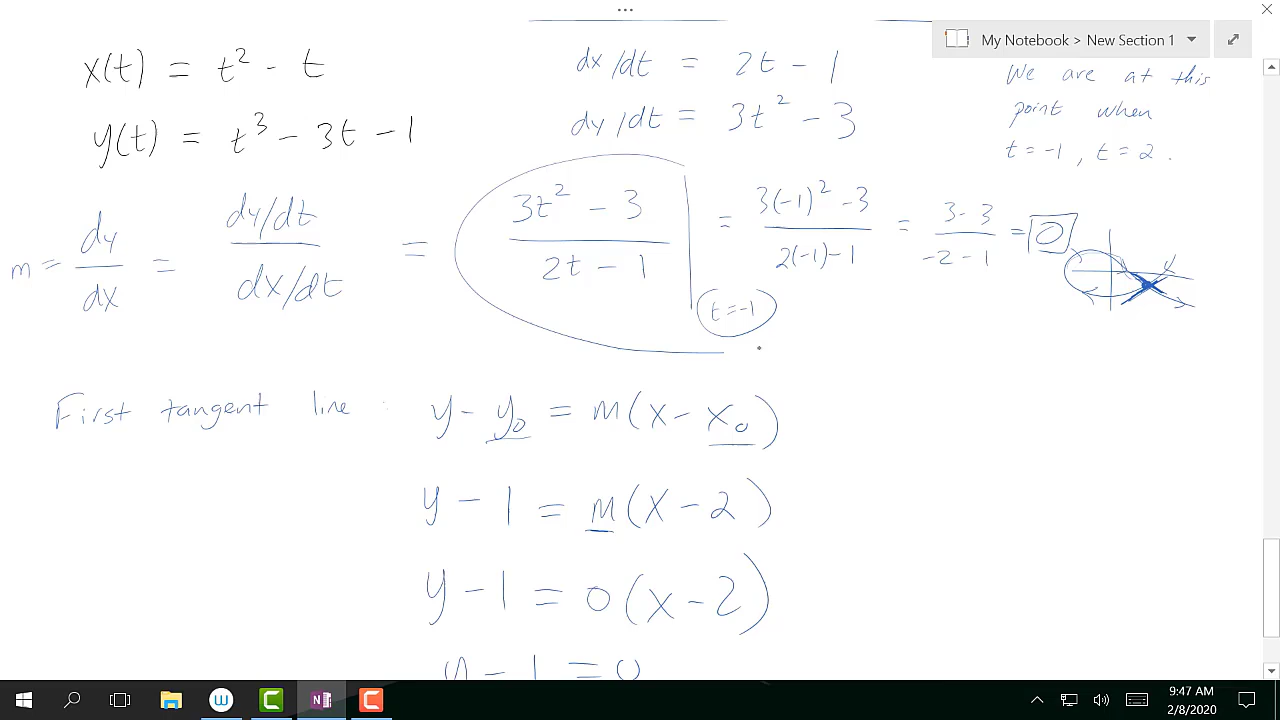 My Notebook > New Section 1
x(t) = t² - t
dx/dt = 2t - 1
We are at this
point when
t = -1 , t = 2 .
y(t) = t³ - 3t - 1
dy/dt = 3t² - 3
m = dy/dx = (dy/dt)/(dx/dt) = (3t² - 3)/(2t - 1) | t=-1 = (3(-1)² - 3)/(2(-1) - 1) = (3 - 3)/(-2 - 1) = 0
First tangent line : y - y₀ = m(x - x₀)
y - 1 = m(x - 2)
y - 1 = 0(x - 2)
y - 1 = 0
9:47 AM
2/8/2020